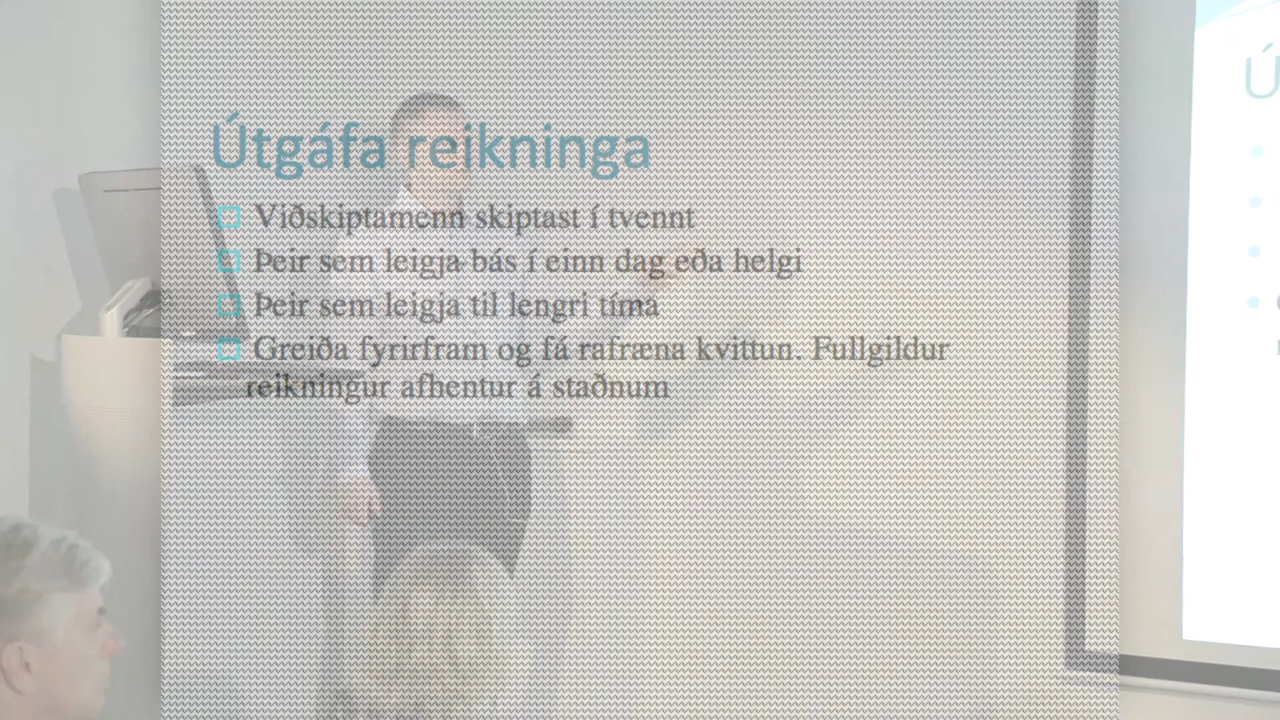 Útgáfa reikninga
Viðskiptamenn skiptast í tvennt
Þeir sem leigja bás í einn dag eða helgi
Þeir sem leigja til lengri tíma
Greiða fyrirfram og fá rafræna kvittun. Fullgildur
reikningur afhentur á staðnum
Ú